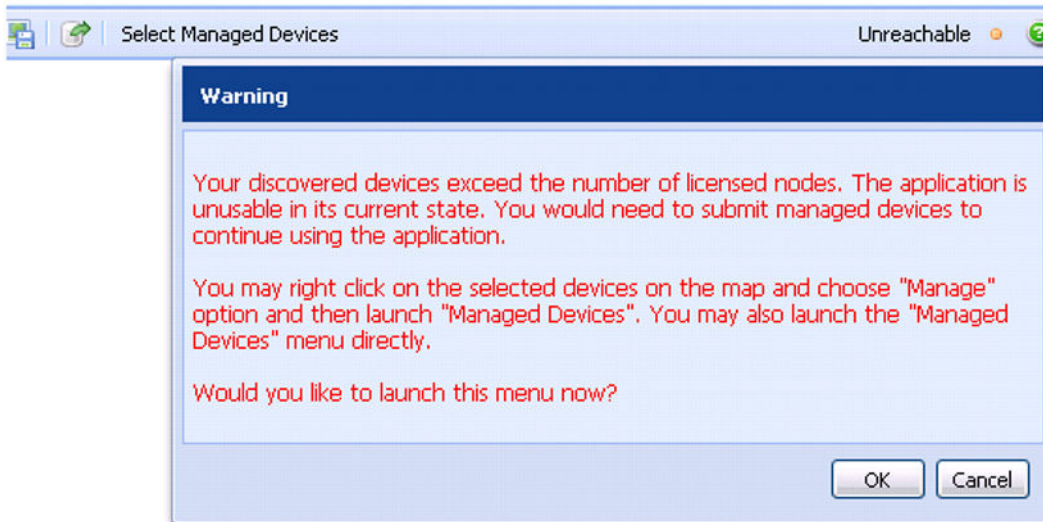 Select Managed Devices Unreachable
Warning
Your discovered devices exceed the number of licensed nodes. The application is
unusable in its current state. You would need to submit managed devices to
continue using the application.
You may right click on the selected devices on the map and choose "Manage"
option and then launch "Managed Devices". You may also launch the "Managed
Devices" menu directly.
Would you like to launch this menu now?
OK Cancel